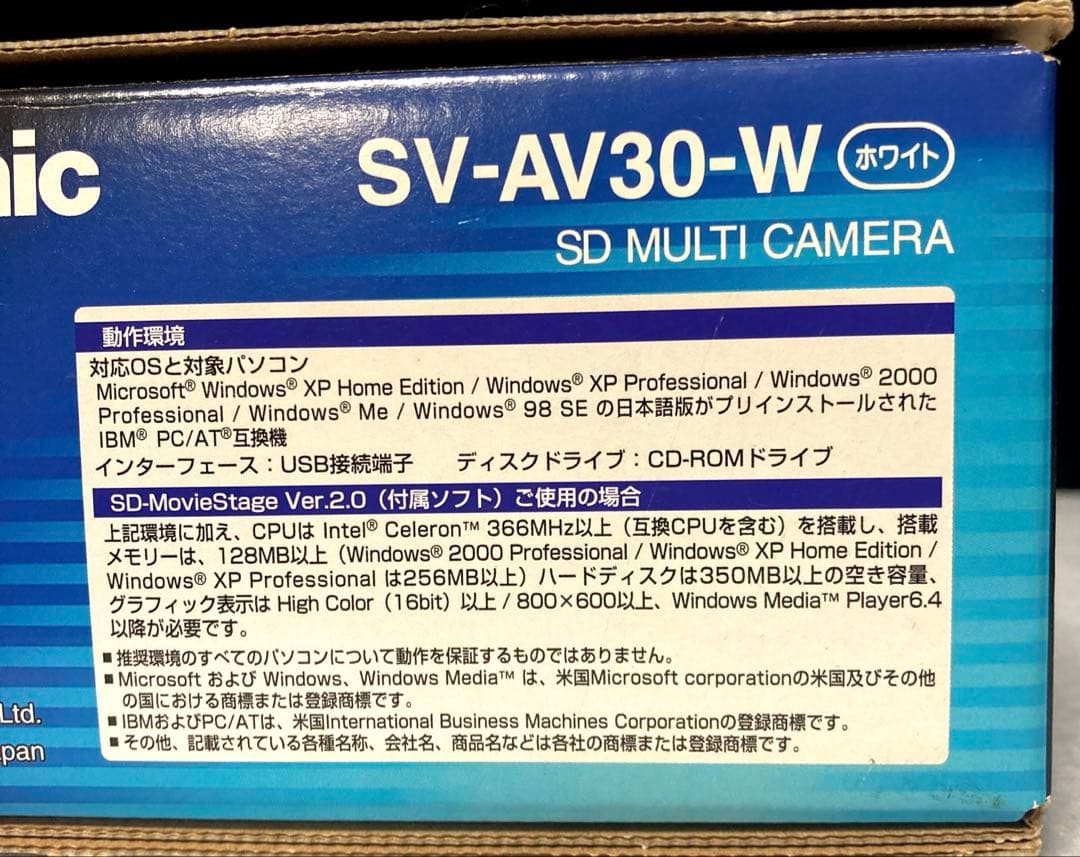 nic
SV-AV30-W ホワイト
SD MULTI CAMERA
動作環境
対応OSと対象パソコン
Microsoft® Windows® XP Home Edition / Windows® XP Professional / Windows® 2000
Professional / Windows® Me / Windows® 98 SE の日本語版がプリインストールされた
IBM® PC/AT®互換機
インターフェース：USB接続端子　ディスクドライブ：CD-ROMドライブ
SD-MovieStage Ver.2.0（付属ソフト）ご使用の場合
上記環境に加え、CPUは Intel® Celeron™ 366MHz以上（互換CPUを含む）を搭載し、搭載
メモリーは、128MB以上（Windows® 2000 Professional / Windows® XP Home Edition /
Windows® XP Professional は256MB以上）ハードディスクは350MB以上の空き容量、
グラフィック表示は High Color（16bit）以上 / 800×600以上、Windows Media™ Player6.4
以降が必要です。
■推奨環境のすべてのパソコンについて動作を保証するものではありません。
■Microsoft および Windows、Windows Media™ は、米国Microsoft corporationの米国及びその他
の国における商標または登録商標です。
■IBMおよびPC/ATは、米国International Business Machines Corporationの登録商標です。
■その他、記載されている各種名称、会社名、商品名などは各社の商標または登録商標です。
Ltd.
apan